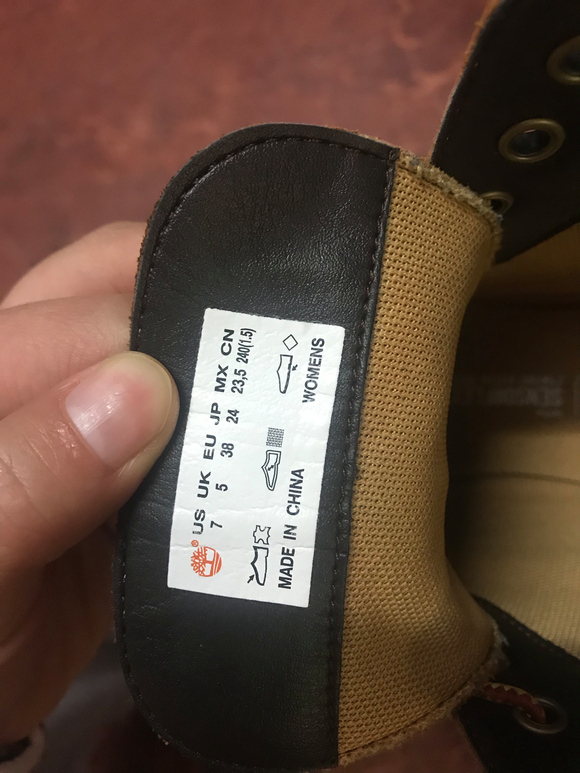 US UK EU JP MX CN
7 5 38 24 23,5 240(1.5)
WOMENS
MADE IN CHINA